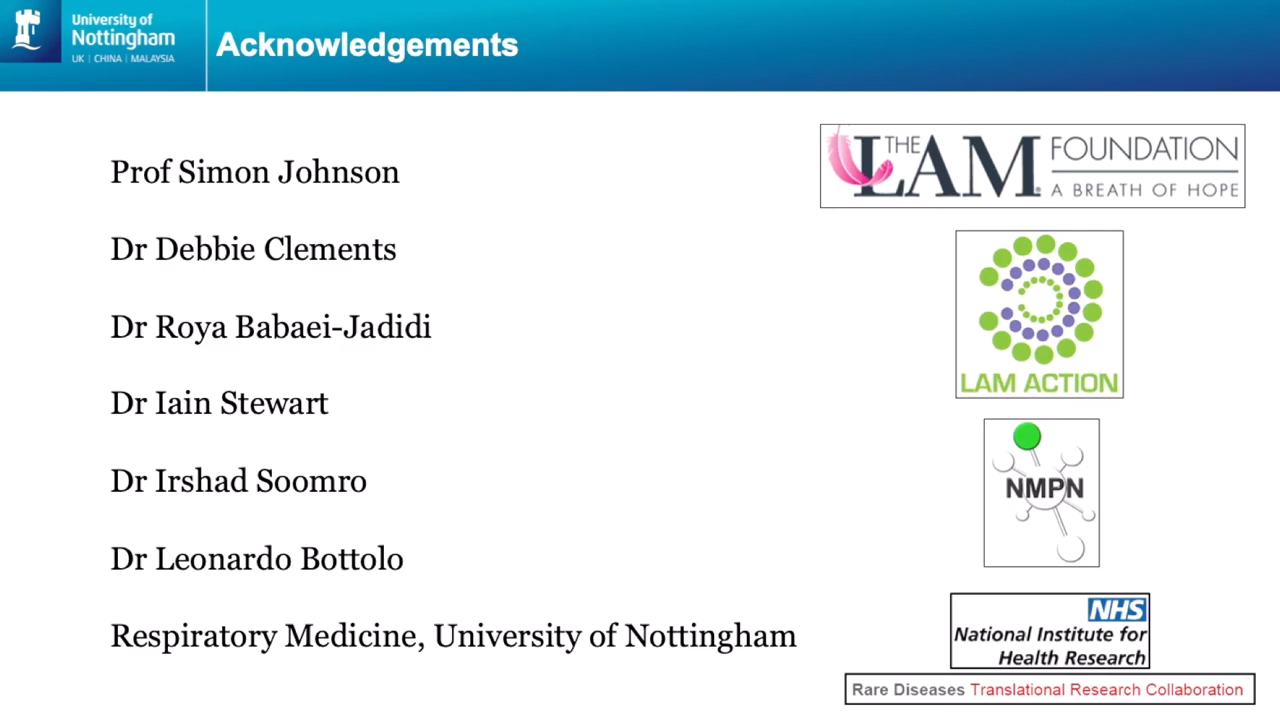 University of
Nottingham
UK | CHINA | MALAYSIA
Acknowledgements
Prof Simon Johnson
Dr Debbie Clements
Dr Roya Babaei-Jadidi
Dr Iain Stewart
Dr Irshad Soomro
Dr Leonardo Bottolo
Respiratory Medicine, University of Nottingham
THE LAM FOUNDATION
A BREATH OF HOPE
LAM ACTION
NMPN
NHS
National Institute for
Health Research
Rare Diseases Translational Research Collaboration